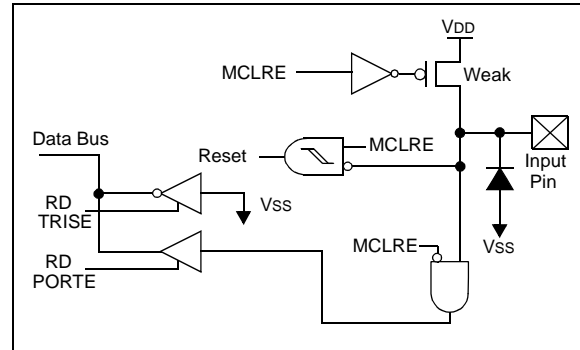 VDD
MCLRE
Weak
Data Bus
MCLRE
Reset
Input
Pin
RD
TRISE
VSS
VSS
MCLRE
RD
PORTE